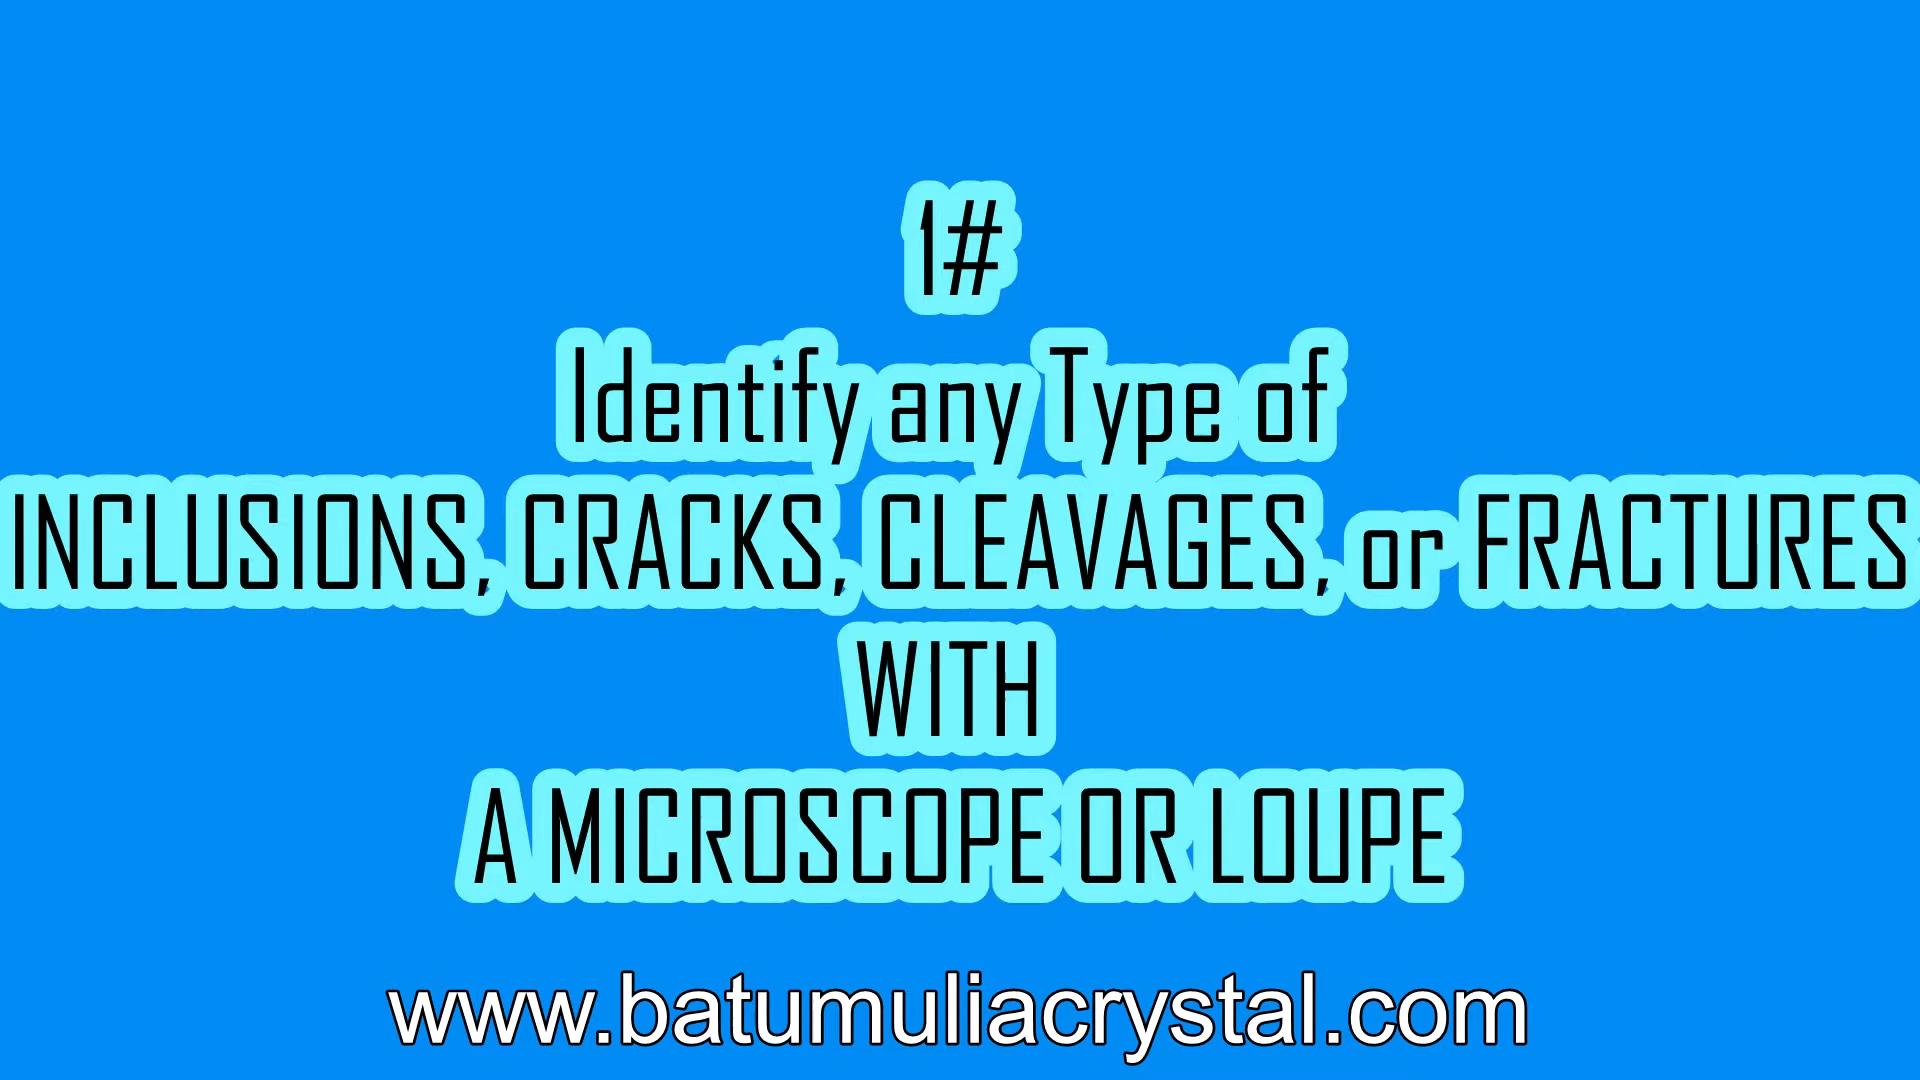 1#
Identify any Type of
INCLUSIONS, CRACKS, CLEAVAGES, or FRACTURES
WITH
A MICROSCOPE OR LOUPE
www.batumuliacrystal.com